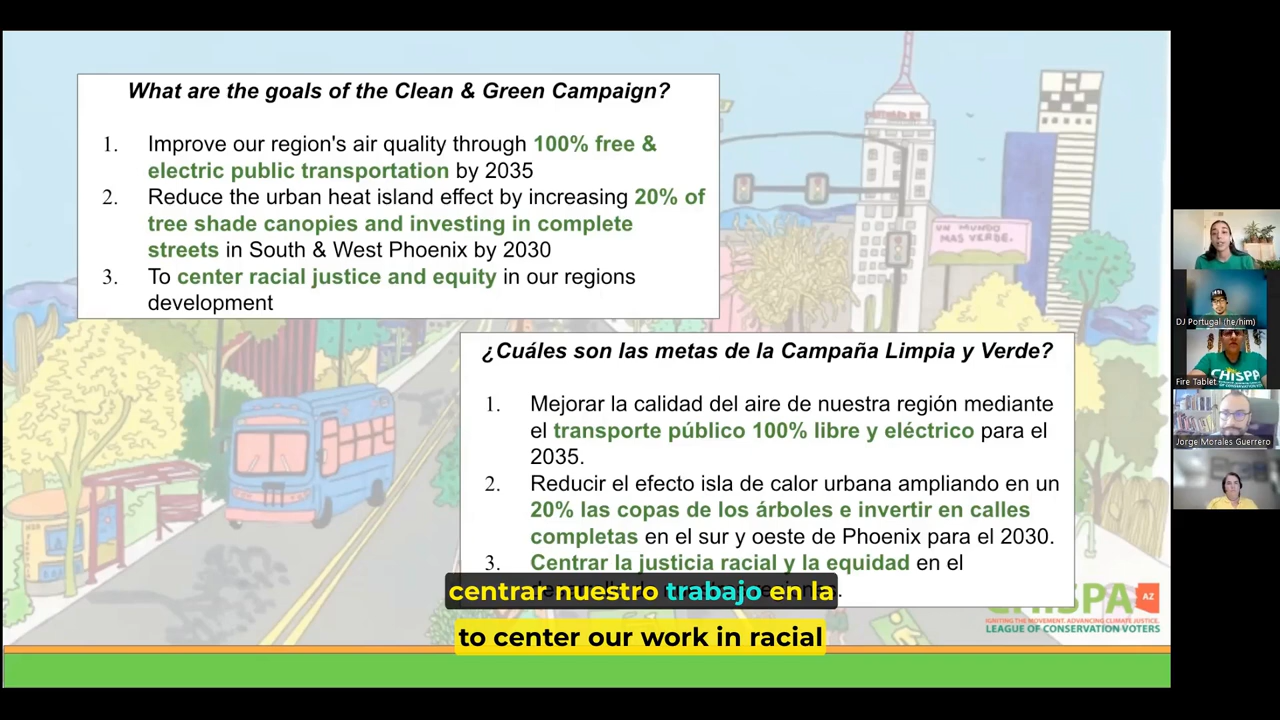 What are the goals of the Clean & Green Campaign?
1. Improve our region's air quality through 100% free &
electric public transportation by 2035
2. Reduce the urban heat island effect by increasing 20% of
tree shade canopies and investing in complete
streets in South & West Phoenix by 2030
3. To center racial justice and equity in our regions
development
UN MUNDO
MAS VERDE.
¿Cuáles son las metas de la Campaña Limpia y Verde?
1. Mejorar la calidad del aire de nuestra región mediante
el transporte público 100% libre y eléctrico para el
2035.
2. Reducir el efecto isla de calor urbana ampliando en un
20% las copas de los árboles e invertir en calles
completas en el sur y oeste de Phoenix para el 2030.
3. Centrar la justicia racial y la equidad en el
centrar nuestro trabajo en la
to center our work in racial
CHISPA AZ
IGNITING THE MOVEMENT. ADVANCING CLIMATE JUSTICE.
LEAGUE OF CONSERVATION VOTERS
DJ Portugal (he/him)
CHISPA
Fire Tablet
Jorge Morales Guerrero